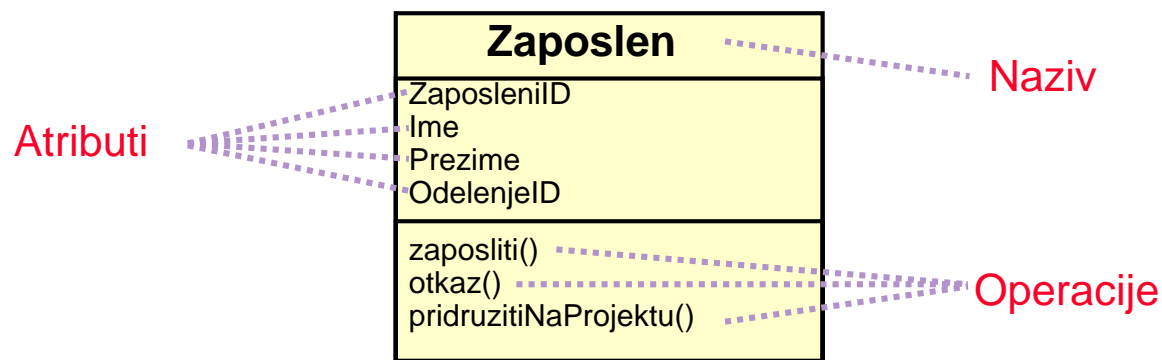 Zaposlen
Naziv
ZaposleniID
Ime
Atributi
Prezime
OdelenjeID
zaposliti()
otkaz()
Operacije
pridruzitiNaProjektu()